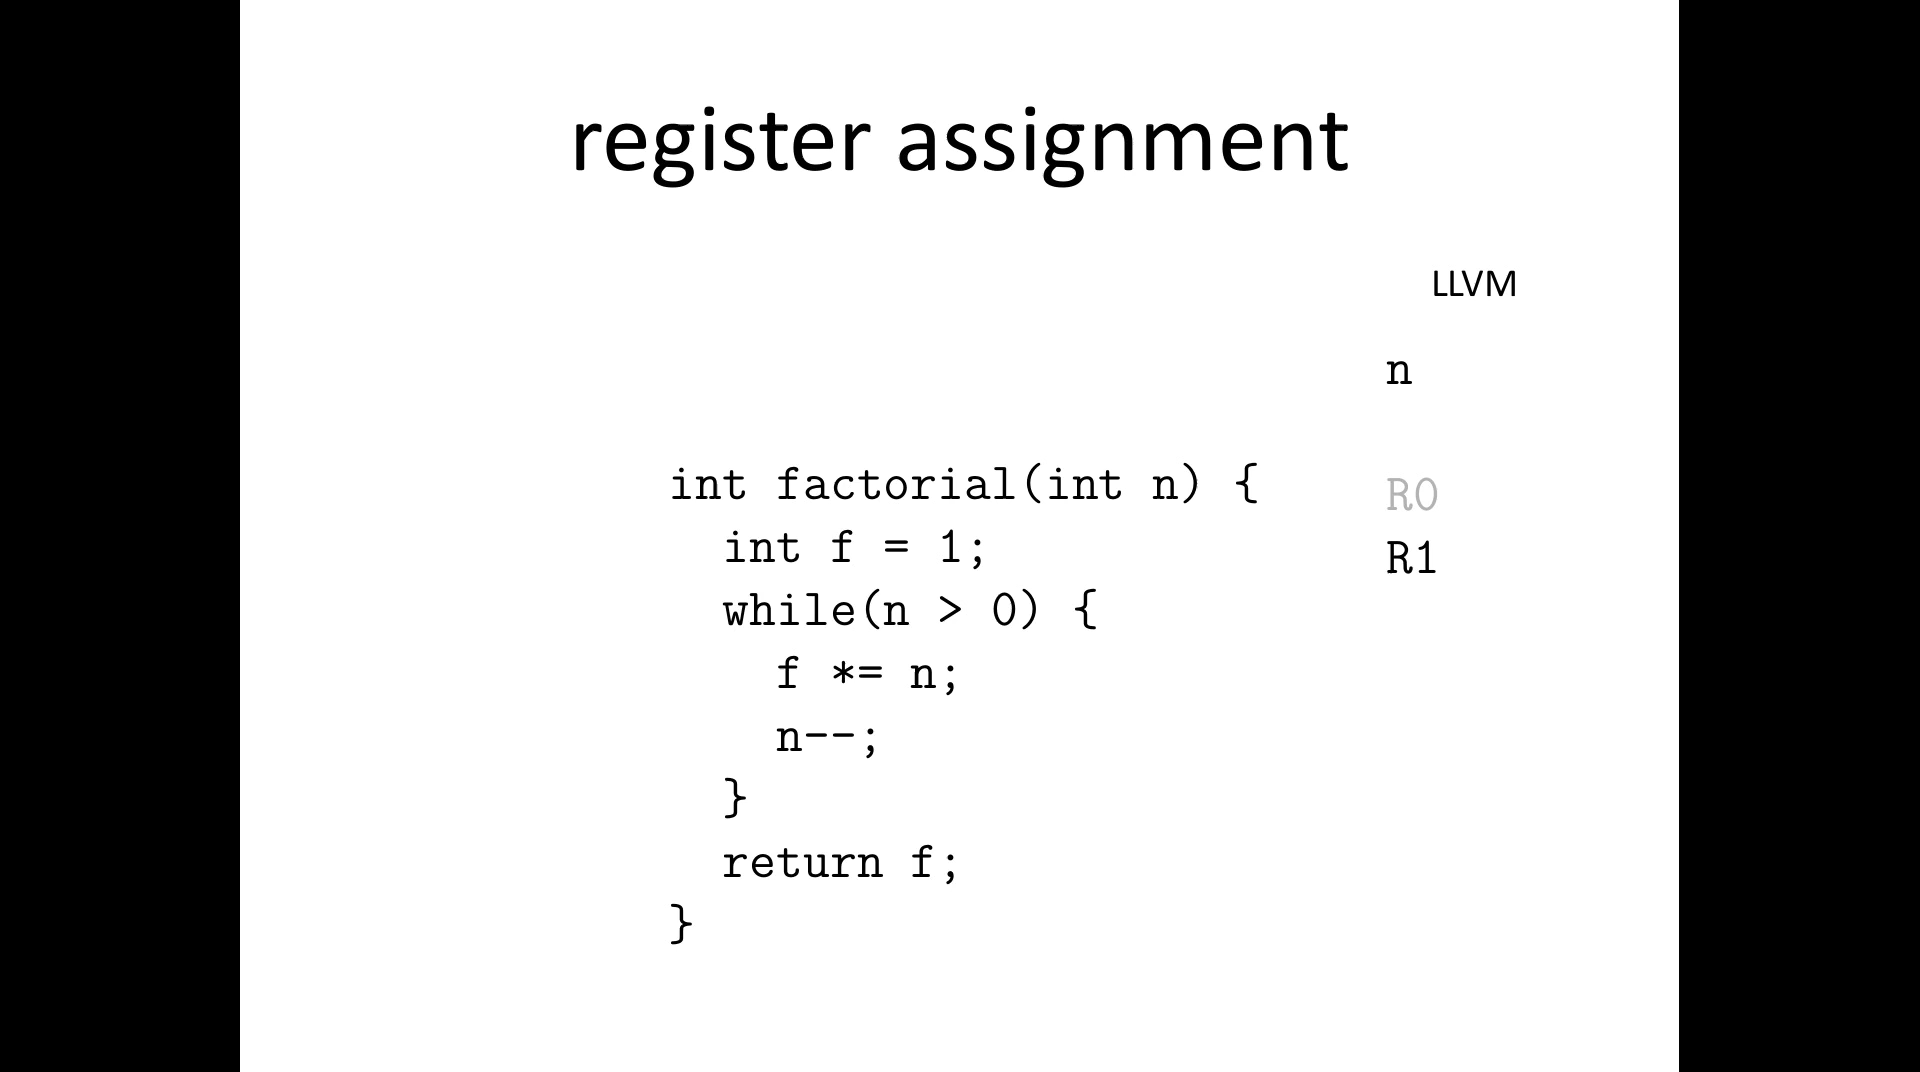 register assignment
LLVM
n
int factorial(int n) {
R0
int f = 1;
R1
while(n > 0) {
f *= n;
n--;
}
return f;
}